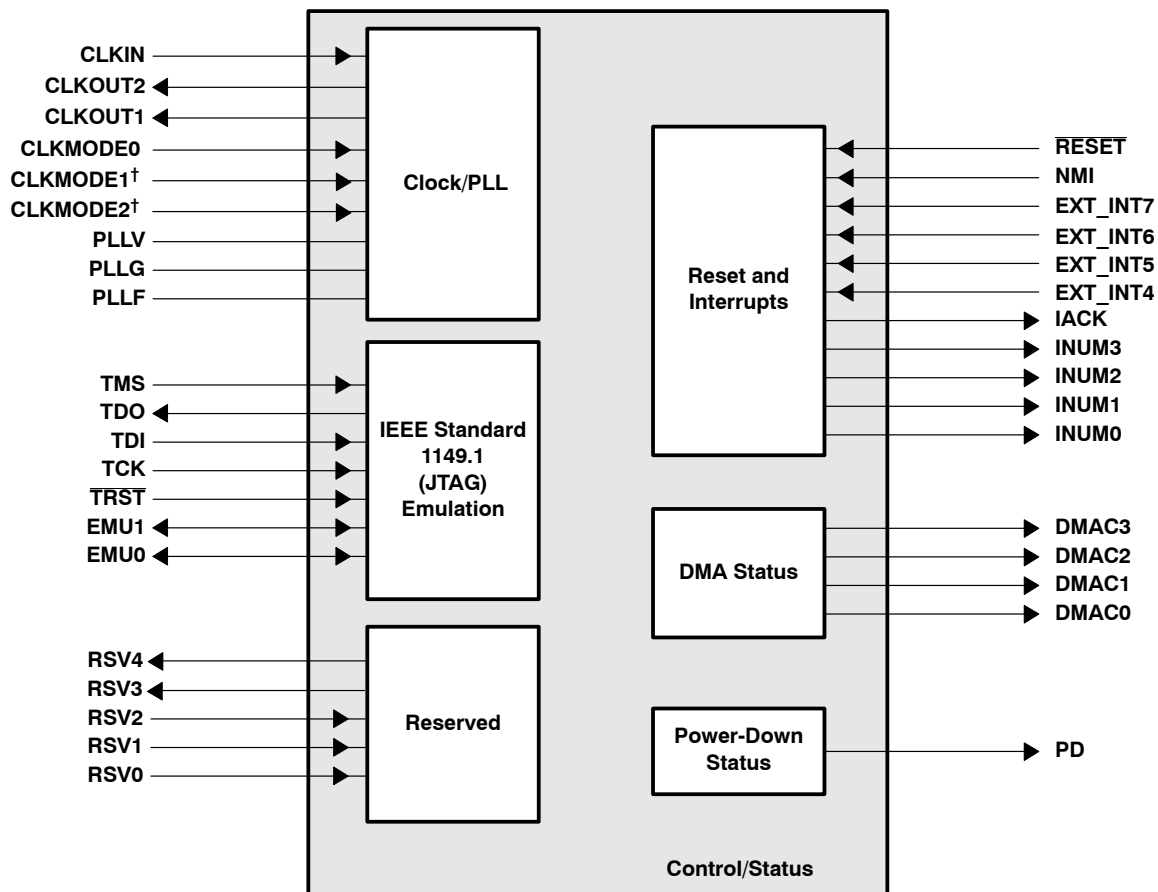 CLKIN
CLKOUT2
CLKOUT1
CLKMODE0
CLKMODE1†
CLKMODE2†
PLLV
PLLG
PLLF
Clock/PLL
TMS
TDO
TDI
TCK
T̅R̅S̅T̅
EMU1
EMU0
IEEE Standard
1149.1
(JTAG)
Emulation
RSV4
RSV3
RSV2
RSV1
RSV0
Reserved
Reset and
Interrupts
R̅E̅S̅E̅T̅
NMI
EXT_INT7
EXT_INT6
EXT_INT5
EXT_INT4
IACK
INUM3
INUM2
INUM1
INUM0
DMA Status
DMAC3
DMAC2
DMAC1
DMAC0
Power-Down
Status
PD
Control/Status